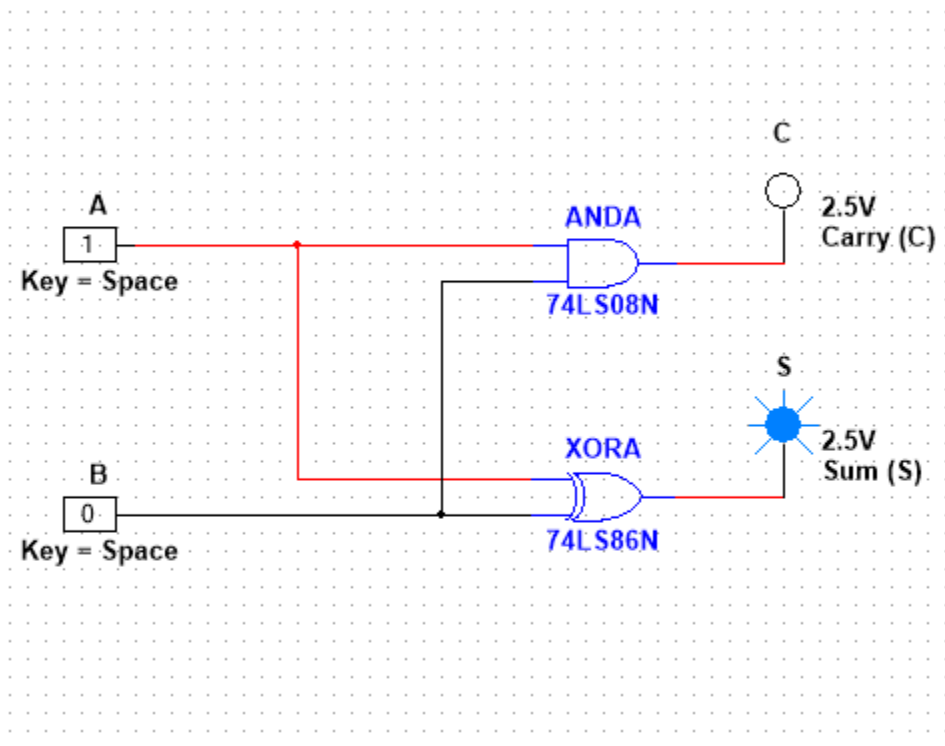 C
2.5V
Carry (C)
A
1
Key = Space
ANDA
74LS08N
S
2.5V
Sum (S)
XORA
74LS86N
B
0
Key = Space